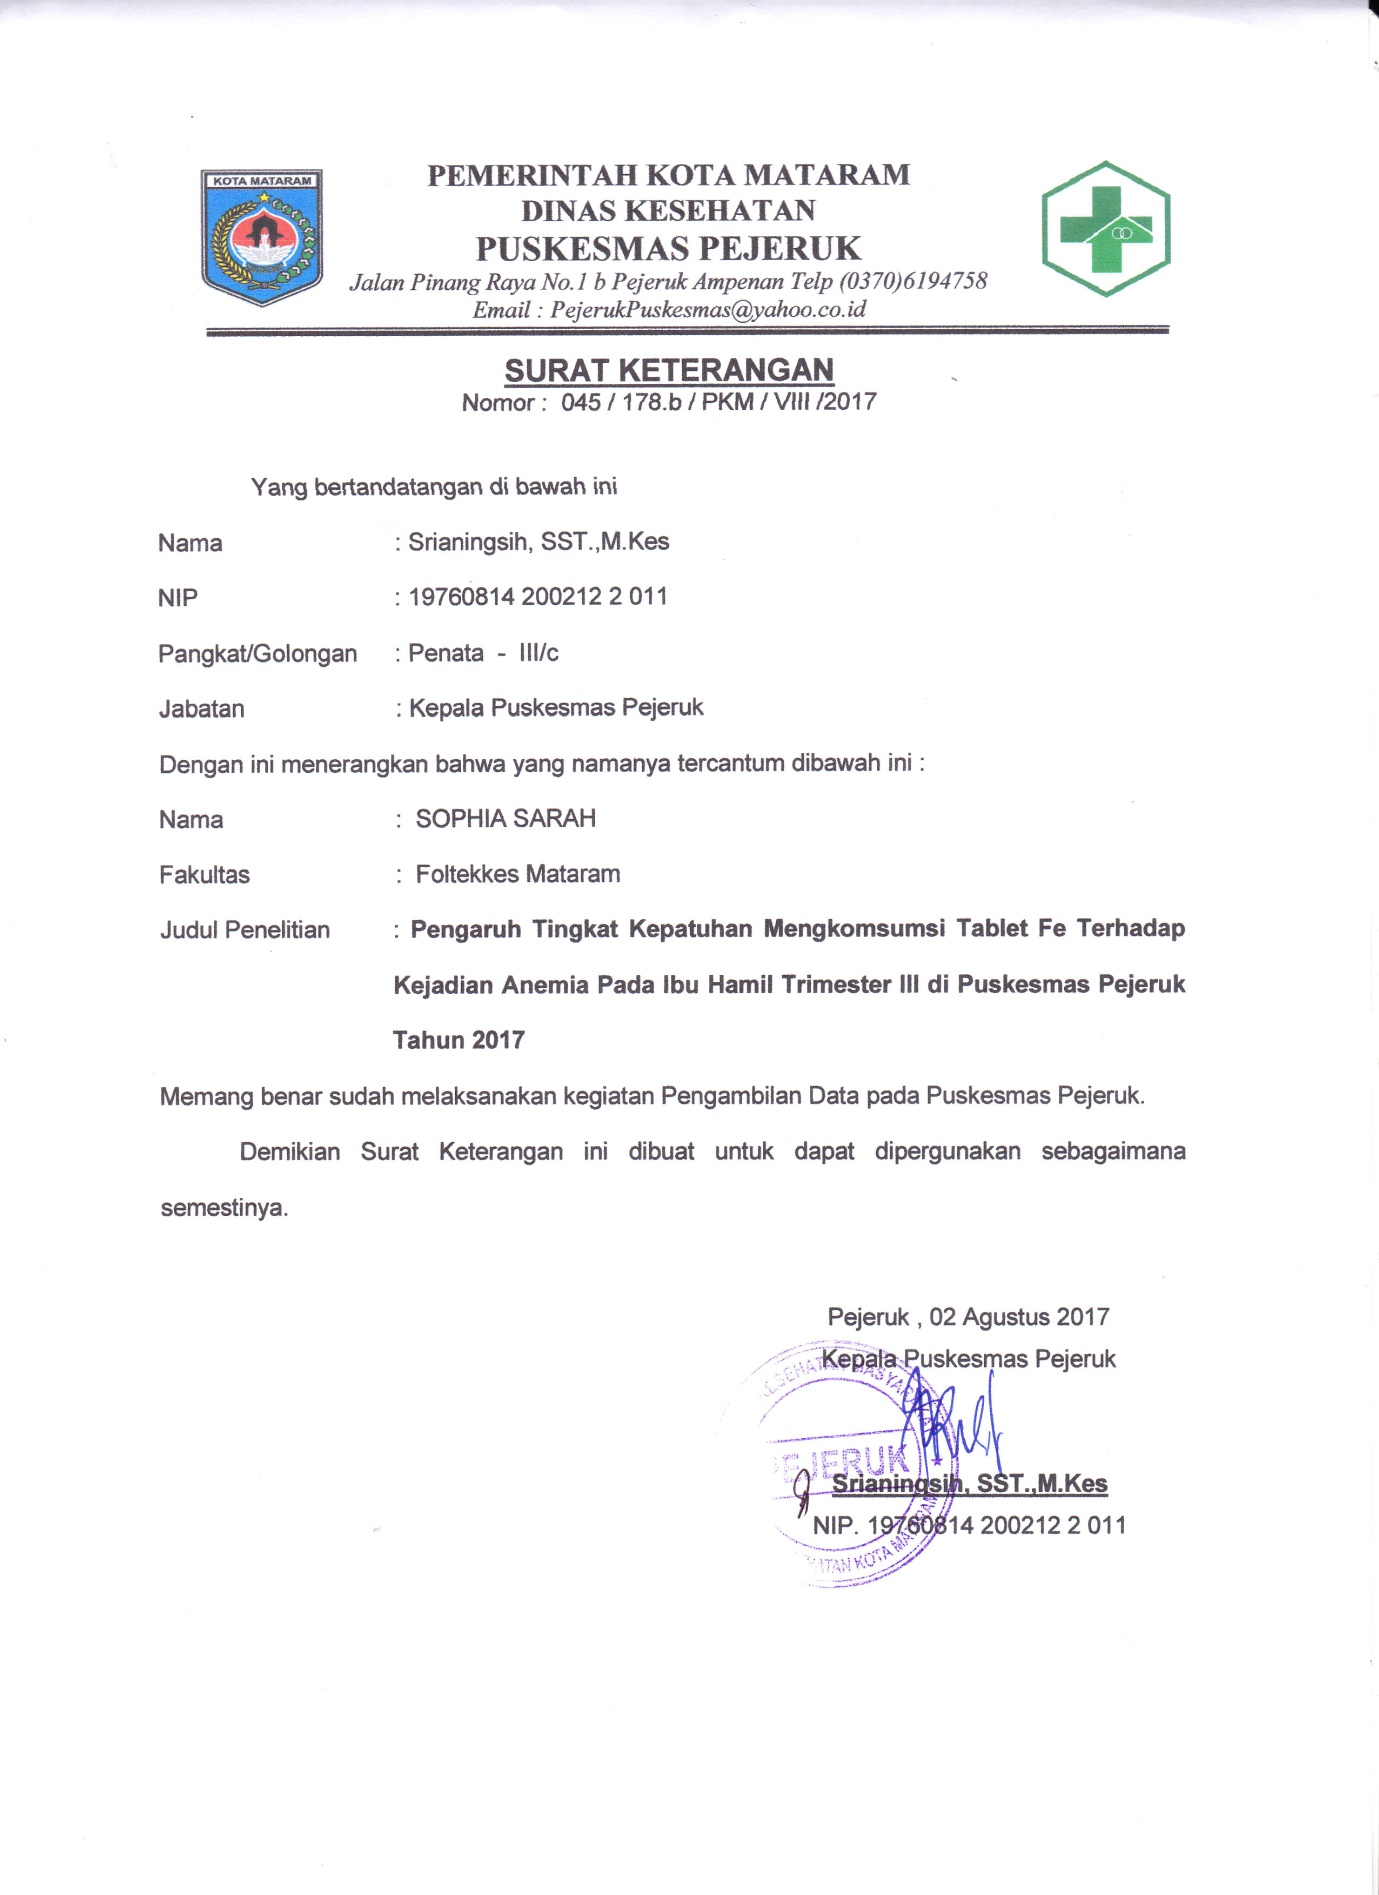 KOTA MATARAM
PEMERINTAH KOTA MATARAM
DINAS KESEHATAN
PUSKESMAS PEJERUK
Jalan Pinang Raya No.1 b Pejeruk Ampenan Telp (0370)6194758
Email : PejerukPuskesmas@yahoo.co.id
SURAT KETERANGAN
Nomor : 045 / 178.b / PKM / VIII /2017
Yang bertandatangan di bawah ini
Nama : Srianingsih, SST.,M.Kes
NIP : 19760814 200212 2 011
Pangkat/Golongan : Penata - III/c
Jabatan : Kepala Puskesmas Pejeruk
Dengan ini menerangkan bahwa yang namanya tercantum dibawah ini :
Nama : SOPHIA SARAH
Fakultas : Foltekkes Mataram
Judul Penelitian : Pengaruh Tingkat Kepatuhan Mengkomsumsi Tablet Fe Terhadap
Kejadian Anemia Pada Ibu Hamil Trimester III di Puskesmas Pejeruk
Tahun 2017
Memang benar sudah melaksanakan kegiatan Pengambilan Data pada Puskesmas Pejeruk.
Demikian Surat Keterangan ini dibuat untuk dapat dipergunakan sebagaimana
semestinya.
Pejeruk , 02 Agustus 2017
Kepala Puskesmas Pejeruk
PEJERUK
Srianingsih, SST.,M.Kes
NIP. 19760814 200212 2 011
KOTA MATARAM